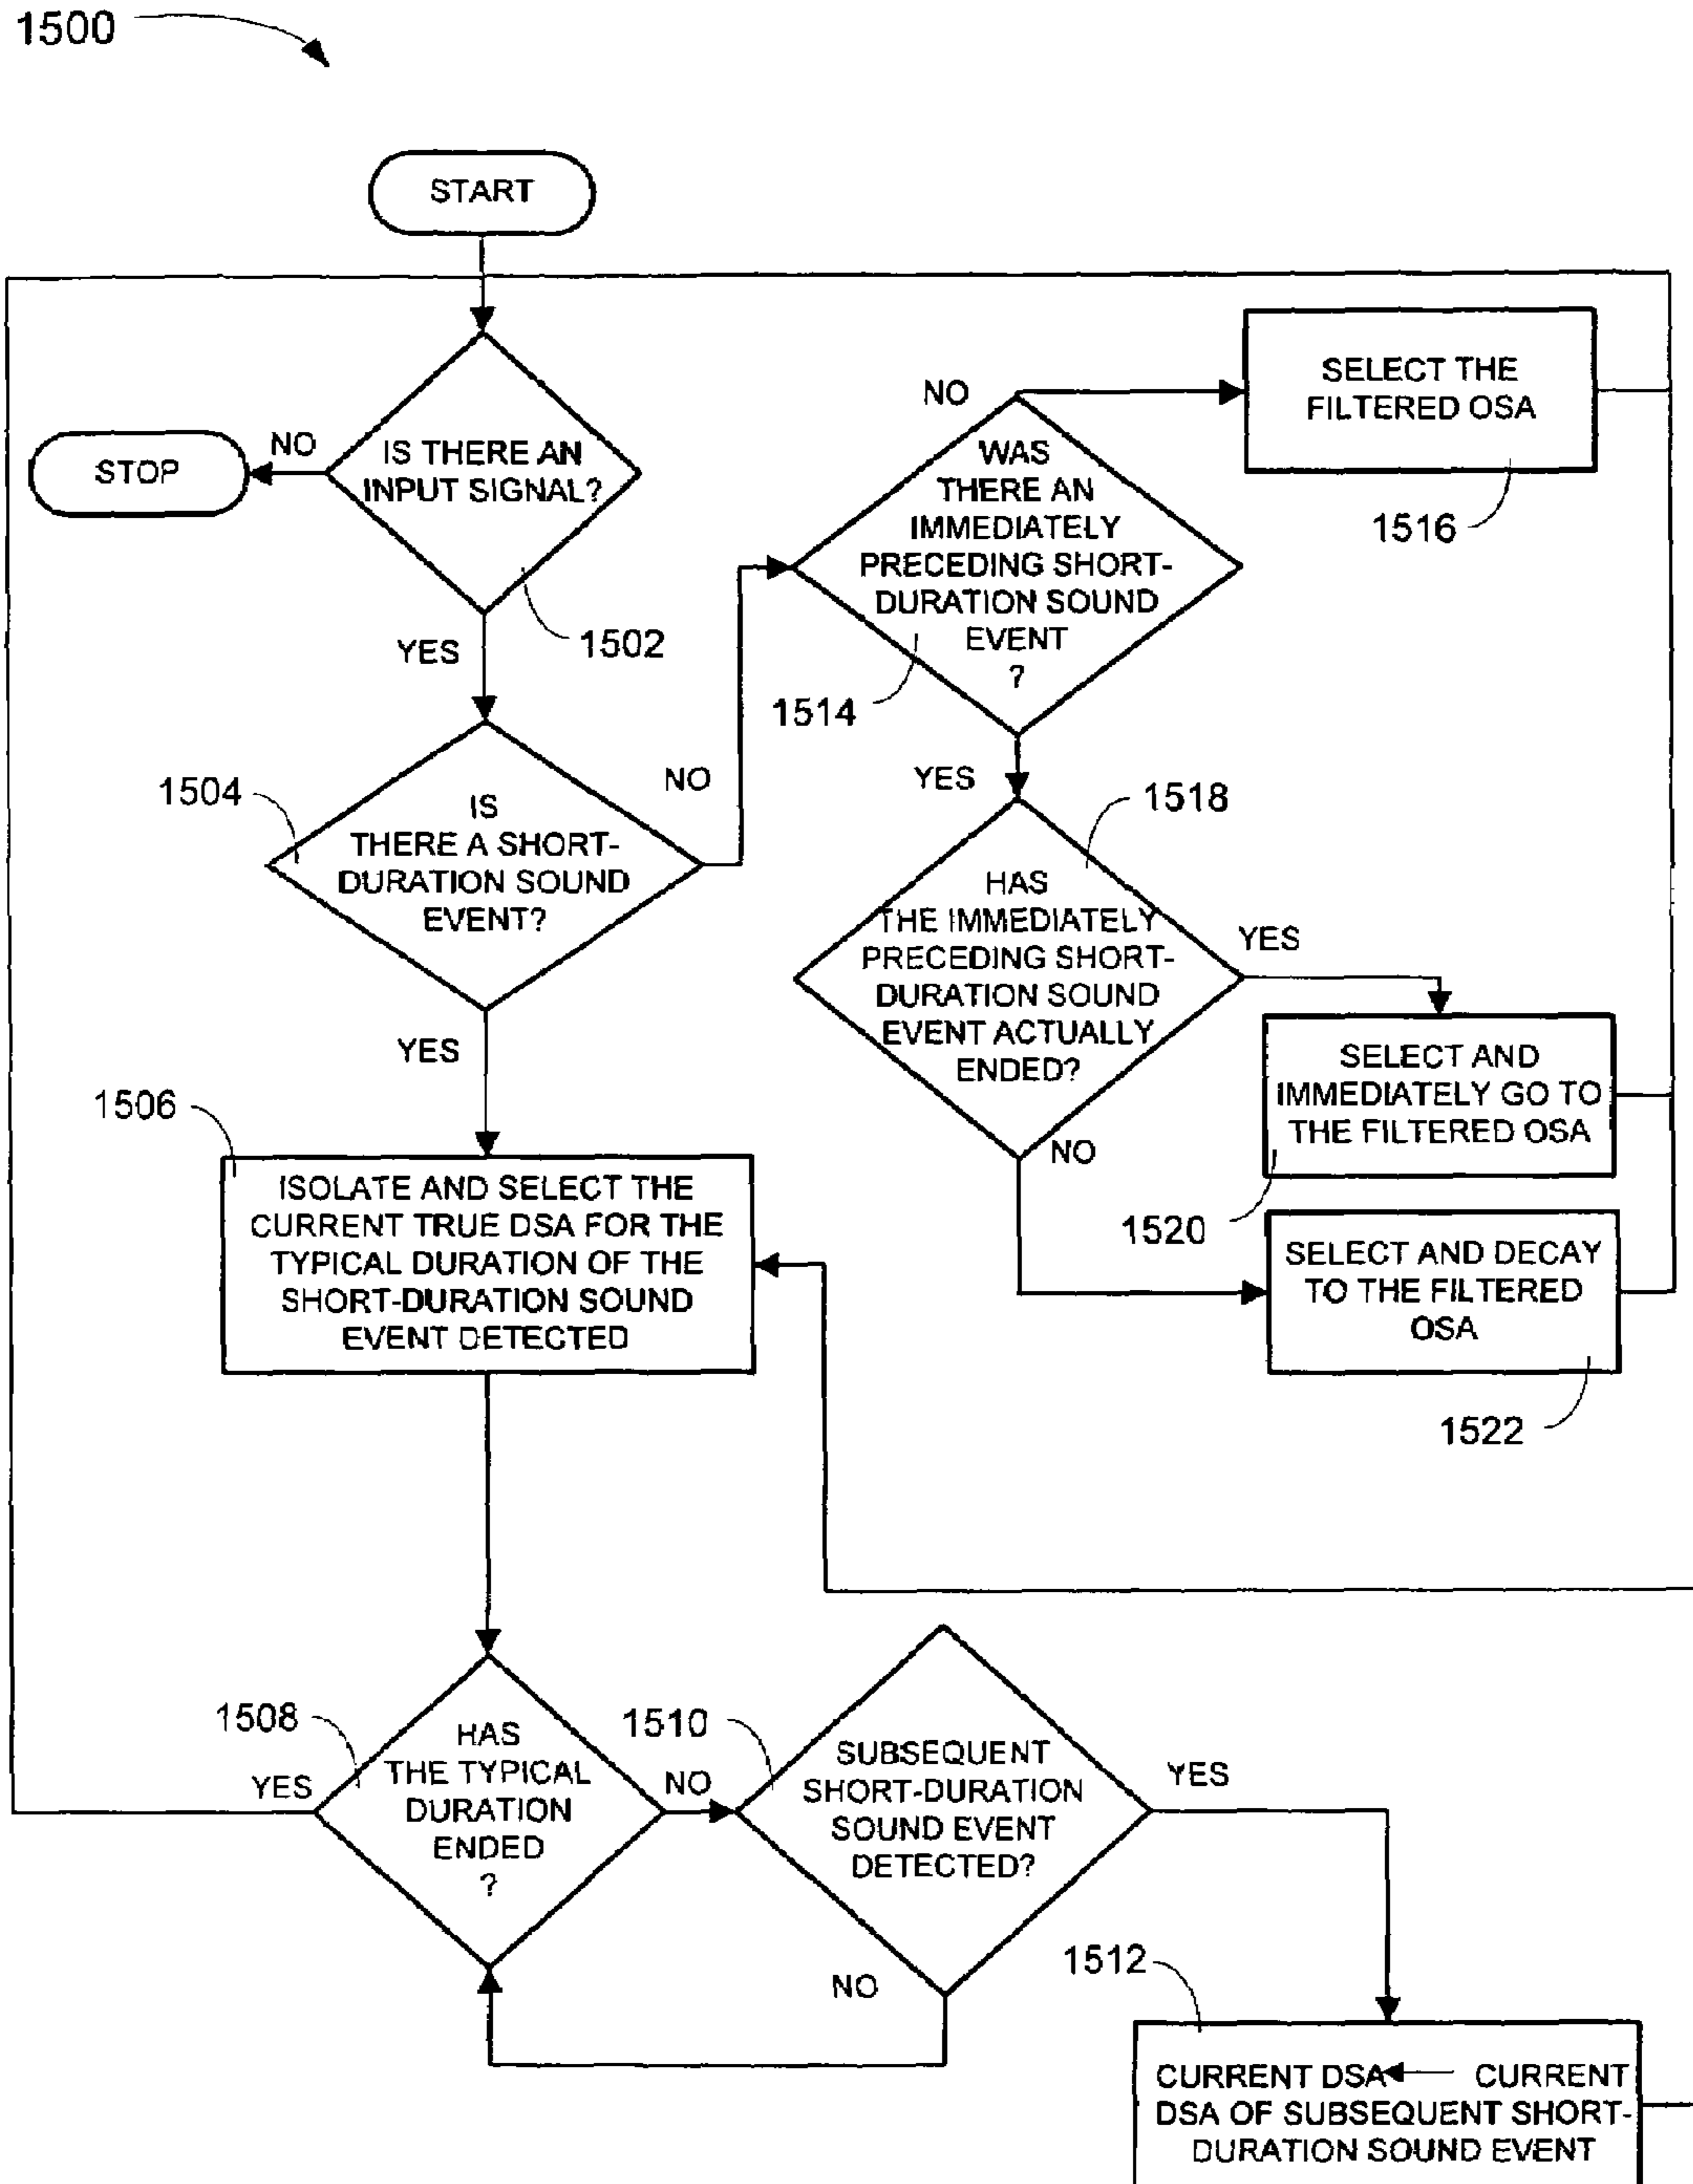 1500
START
IS THERE AN
INPUT SIGNAL?
NO
STOP
YES
1502
1504
IS
THERE A SHORT-
DURATION SOUND
EVENT?
NO
YES
1506
ISOLATE AND SELECT THE
CURRENT TRUE DSA FOR THE
TYPICAL DURATION OF THE
SHORT-DURATION SOUND
EVENT DETECTED
NO
WAS
THERE AN
IMMEDIATELY
PRECEDING SHORT-
DURATION SOUND
EVENT
?
1514
SELECT THE
FILTERED OSA
1516
YES
1518
HAS
THE IMMEDIATELY
PRECEDING SHORT-
DURATION SOUND
EVENT ACTUALLY
ENDED?
YES
SELECT AND
IMMEDIATELY GO TO
THE FILTERED OSA
1520
NO
SELECT AND DECAY
TO THE FILTERED
OSA
1522
1508
HAS
THE TYPICAL
DURATION
ENDED
?
YES
NO
1510
SUBSEQUENT
SHORT-DURATION
SOUND EVENT
DETECTED?
YES
NO
1512
CURRENT DSA ← CURRENT
DSA OF SUBSEQUENT SHORT-
DURATION SOUND EVENT